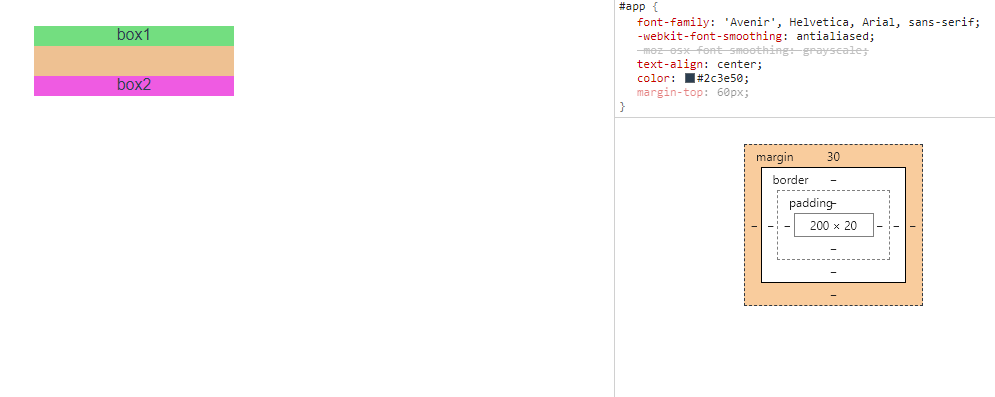 box1
box2
#app {
font-family: 'Avenir', Helvetica, Arial, sans-serif;
-webkit-font-smoothing: antialiased;
-moz-osx-font-smoothing: grayscale;
text-align: center;
color: #2c3e50;
margin-top: 60px;
}
margin 30
border –
padding–
– – – 200 × 20 – – –
–
–
–